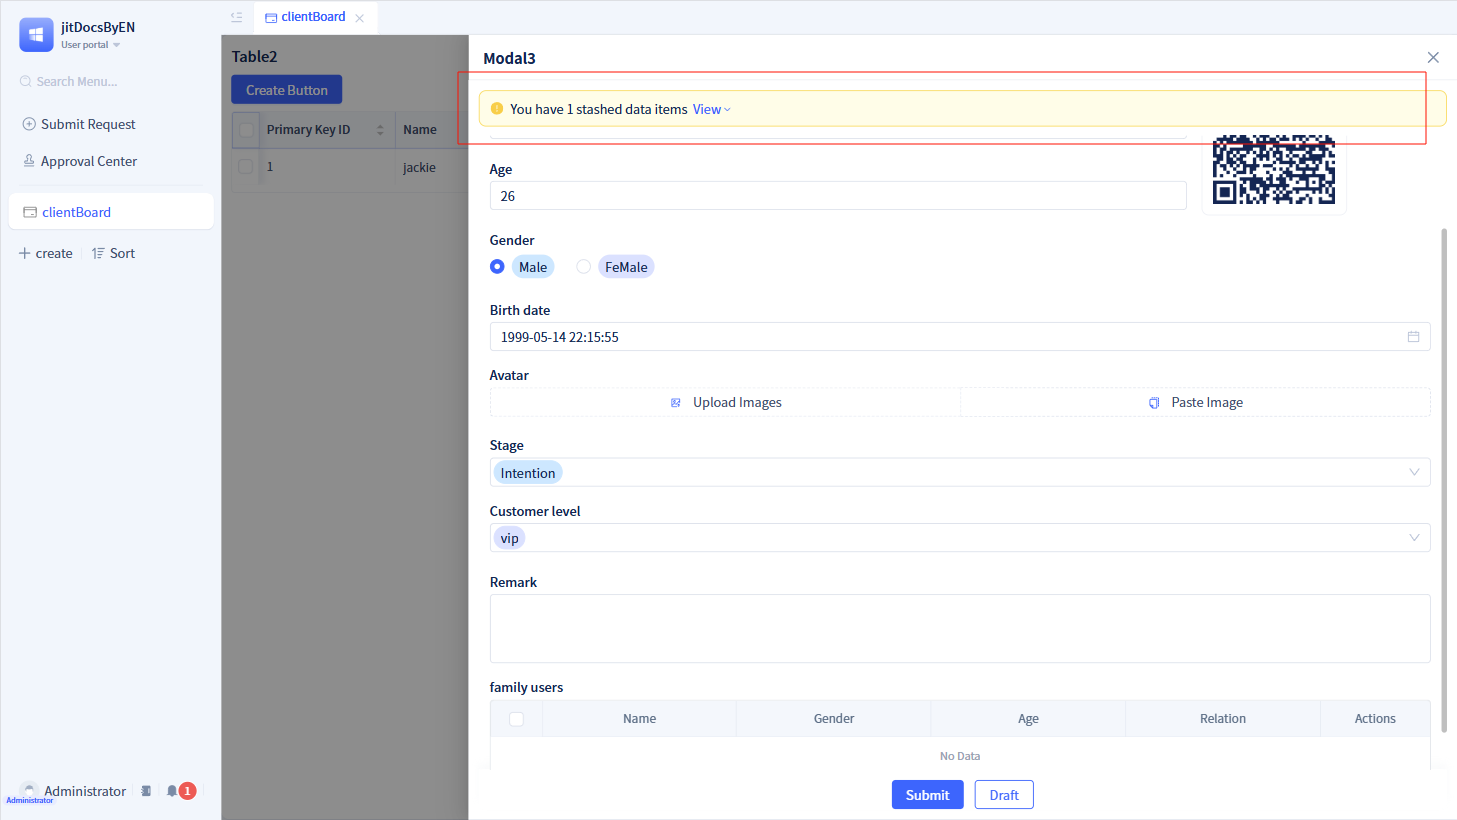 jitDocsByEN
User portal
Search Menu...
Submit Request
Approval Center
clientBoard
create
Sort
Administrator
1
Administrator
clientBoard
Table2
Create Button
Primary Key ID
Name
1
jackie
Modal3
You have 1 stashed data items View
Age
26
Gender
Male
FeMale
Birth date
1999-05-14 22:15:55
Avatar
Upload Images
Paste Image
Stage
Intention
Customer level
vip
Remark
family users
Name
Gender
Age
Relation
Actions
No Data
Submit
Draft